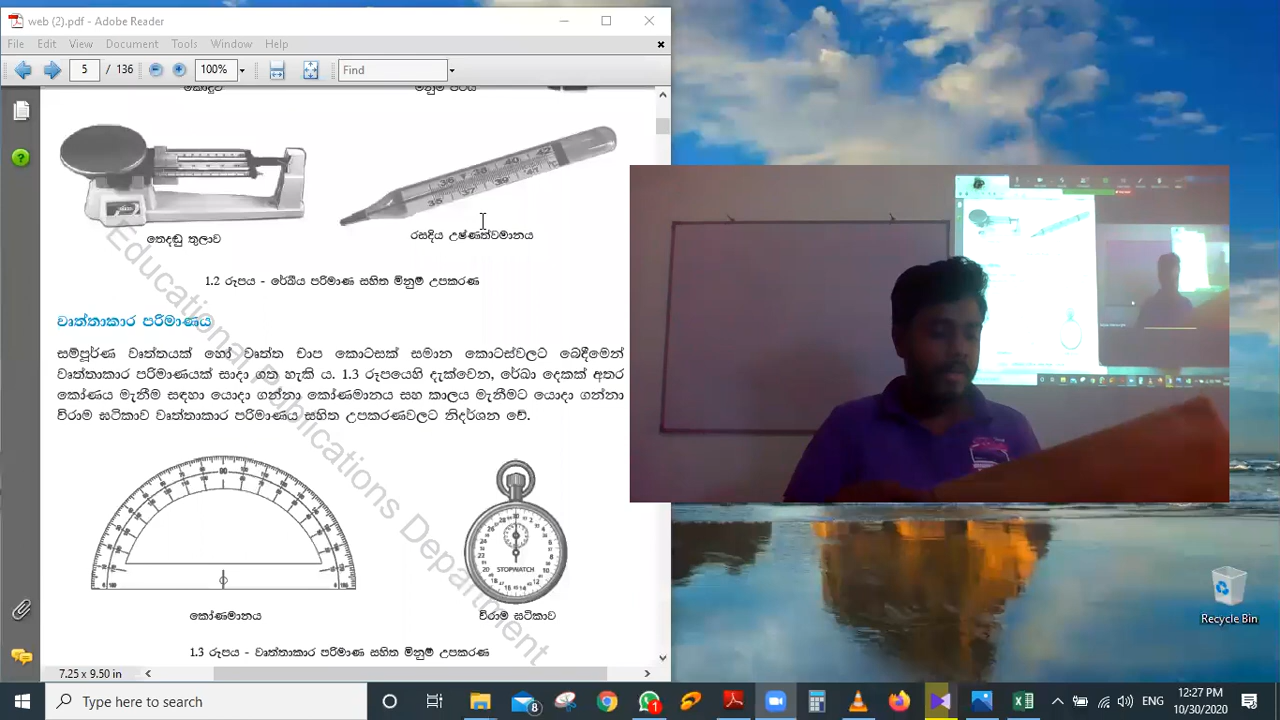 web (2).pdf - Adobe Reader
File Edit View Document Tools Window Help
5 / 136 100% Find
කෝදුව මිනුම් පටිය
තෙදඬු තුලාව
රසදිය උෂ්ණත්වමානය
1.2 රූපය - රේඛීය පරිමාණ සහිත මිනුම් උපකරණ
වෘත්තාකාර පරිමාණය
සම්පූර්ණ වෘත්තයක් හෝ වෘත්ත චාප කොටසක් සමාන කොටස්වලට බෙදීමෙන්
වෘත්තාකාර පරිමාණයක් සාදා ගත හැකි ය. 1.3 රූපයෙහි දැක්වෙන, රේඛා දෙකක් අතර
කෝණය මැනීම සඳහා යොදා ගන්නා කෝණමානය සහ කාලය මැනීමට යොදා ගන්නා
විරාම ඝටිකාව වෘත්තාකාර පරිමාණය සහිත උපකරණවලට නිදර්ශන වේ.
90
STOPWATCH
කෝණමානය
විරාම ඝටිකාව
1.3 රූපය - වෘත්තාකාර පරිමාණ සහිත මිනුම් උපකරණ
Educational Publications Department
7.25 x 9.50 in
Recycle Bin
Type here to search
8
1
ENG
12:27 PM
10/30/2020